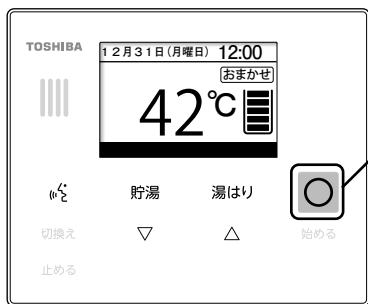 TOSHIBA
12月31日(月曜日) 12:00
おまかせ
42℃
貯湯 湯はり
切換え ▽ △ 始める
止める